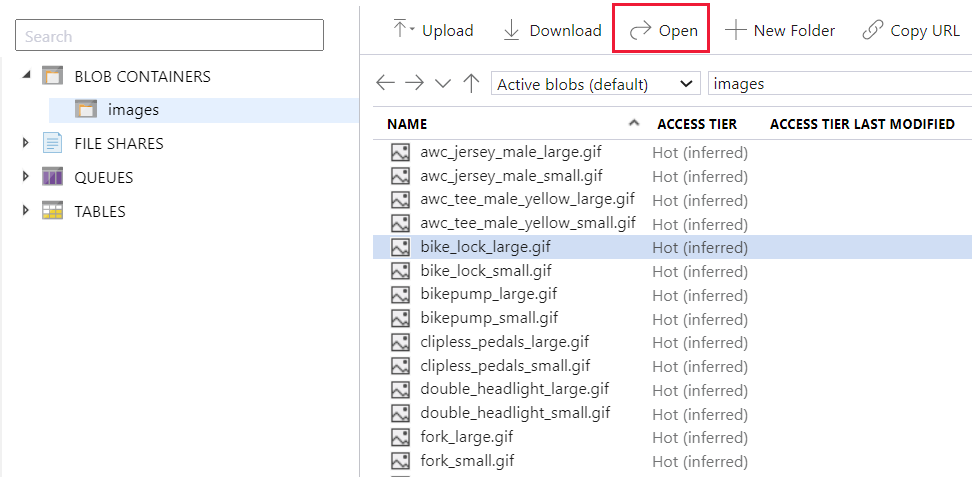 Search
BLOB CONTAINERS
images
FILE SHARES
QUEUES
TABLES
Upload Download Open New Folder Copy URL
Active blobs (default) images
NAME ACCESS TIER ACCESS TIER LAST MODIFIED
awc_jersey_male_large.gif Hot (inferred)
awc_jersey_male_small.gif Hot (inferred)
awc_tee_male_yellow_large.gif Hot (inferred)
awc_tee_male_yellow_small.gif Hot (inferred)
bike_lock_large.gif Hot (inferred)
bike_lock_small.gif Hot (inferred)
bikepump_large.gif Hot (inferred)
bikepump_small.gif Hot (inferred)
clipless_pedals_large.gif Hot (inferred)
clipless_pedals_small.gif Hot (inferred)
double_headlight_large.gif Hot (inferred)
double_headlight_small.gif Hot (inferred)
fork_large.gif Hot (inferred)
fork_small.gif Hot (inferred)